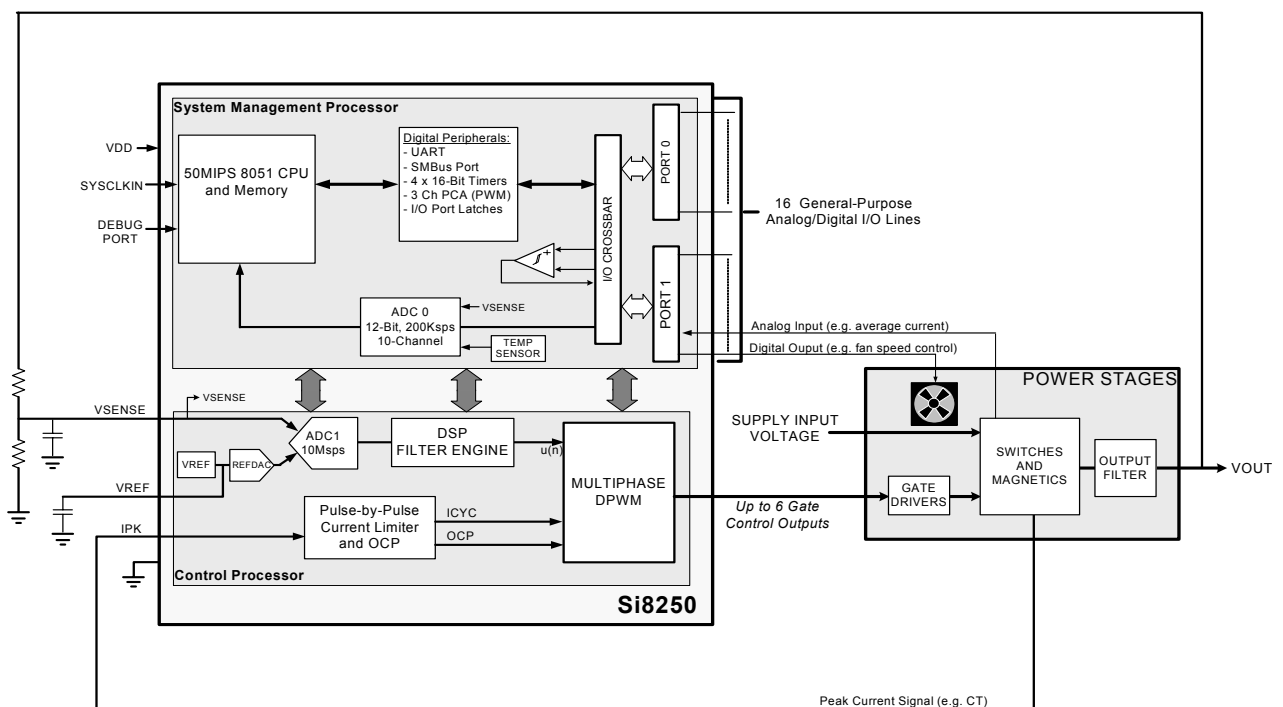 System Management Processor
VDD
SYSCLKIN
DEBUG
PORT
50MIPS 8051 CPU
and Memory
Digital Peripherals:
- UART
- SMBus Port
- 4 x 16-Bit Timers
- 3 Ch PCA (PWM)
- I/O Port Latches
I/O CROSSBAR
PORT 0
PORT 1
16 General-Purpose
Analog/Digital I/O Lines
+
ADC 0
12-Bit, 200Ksps
10-Channel
VSENSE
TEMP
SENSOR
Analog Input (e.g. average current)
Digital Ouput (e.g. fan speed control)
POWER STAGES
SUPPLY INPUT
VOLTAGE
SWITCHES
AND
MAGNETICS
OUTPUT
FILTER
VOUT
GATE
DRIVERS
Up to 6 Gate
Control Outputs
VSENSE
VSENSE
ADC1
10Msps
DSP
FILTER ENGINE
u(n)
MULTIPHASE
DPWM
VREF
REFDAC
VREF
IPK
Pulse-by-Pulse
Current Limiter
and OCP
ICYC
OCP
Control Processor
Si8250
Peak Current Signal (e.g. CT)